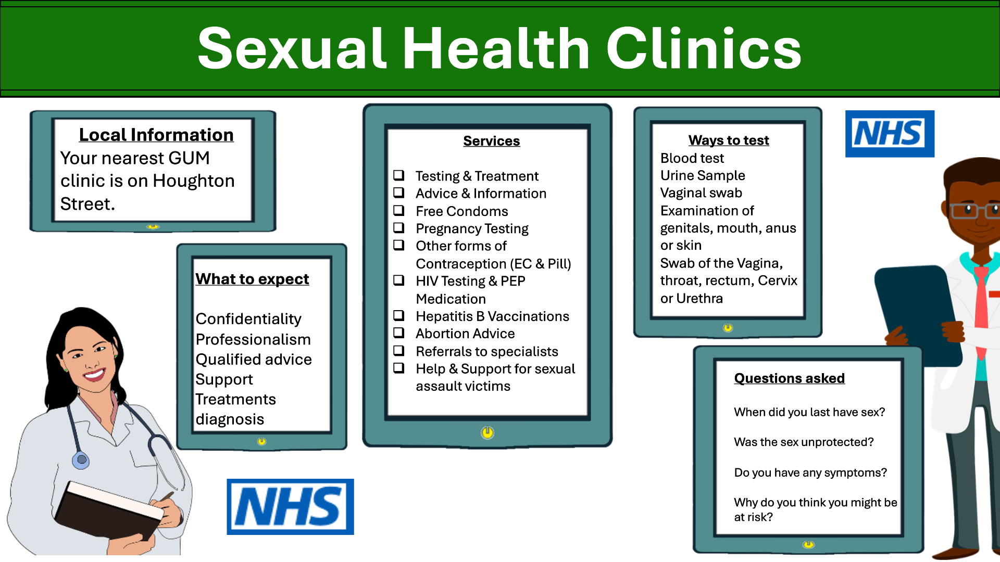 Sexual Health Clinics
Local Information
Your nearest GUM
clinic is on Houghton
Street.
What to expect
Confidentiality
Professionalism
Qualified advice
Support
Treatments
diagnosis
NHS
Services
Testing & Treatment
Advice & Information
Free Condoms
Pregnancy Testing
Other forms of
Contraception (EC & Pill)
HIV Testing & PEP
Medication
Hepatitis B Vaccinations
Abortion Advice
Referrals to specialists
Help & Support for sexual
assault victims
Ways to test
Blood test
Urine Sample
Vaginal swab
Examination of
genitals, mouth, anus
or skin
Swab of the Vagina,
throat, rectum, Cervix
or Urethra
NHS
Questions asked
When did you last have sex?
Was the sex unprotected?
Do you have any symptoms?
Why do you think you might be
at risk?